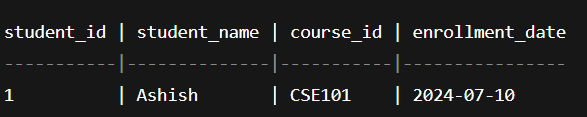 student_id | student_name | course_id | enrollment_date
-----------|--------------|-----------|----------------
1          | Ashish       | CSE101    | 2024-07-10